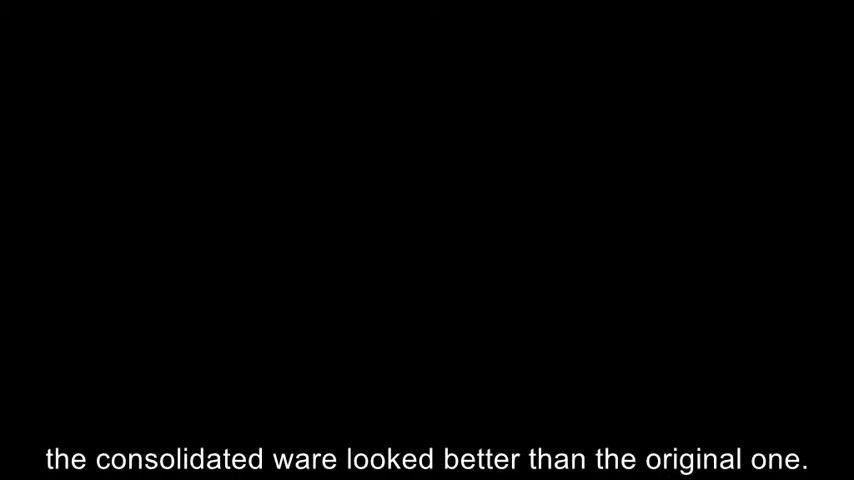 the consolidated ware looked better than the original one.